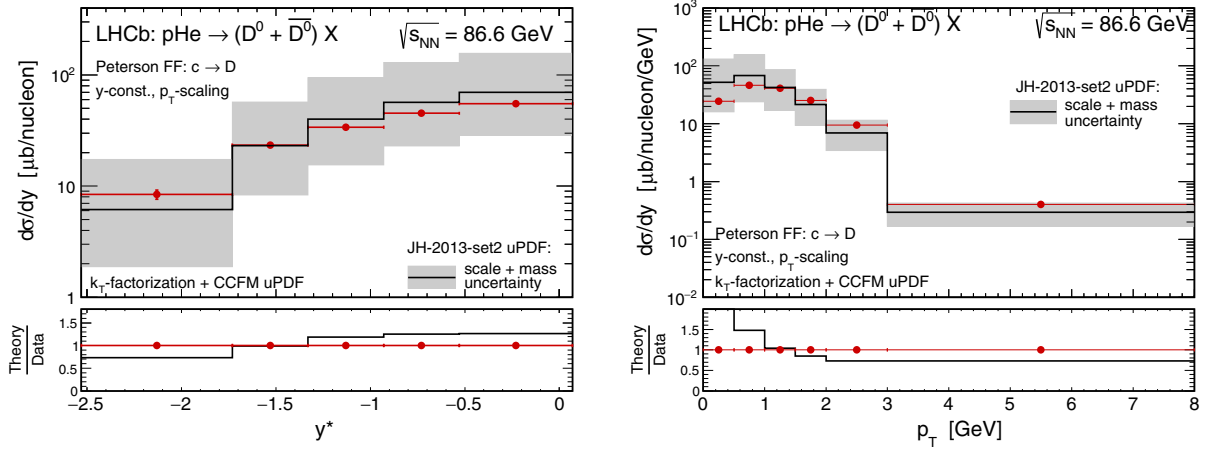 LHCb: pHe → (D⁰ + D̅⁰) X √s_NN = 86.6 GeV
Peterson FF: c → D
y-const., p_T-scaling
JH-2013-set2 uPDF:
scale + mass
uncertainty
k_T-factorization + CCFM uPDF
dσ/dy [μb/nucleon]
10²
10
1
Theory
Data
1.5
1
0.5
0
−2.5 −2 −1.5 −1 −0.5 0
y*
LHCb: pHe → (D⁰ + D̅⁰) X √s_NN = 86.6 GeV
JH-2013-set2 uPDF:
scale + mass
uncertainty
Peterson FF: c → D
y-const., p_T-scaling
k_T-factorization + CCFM uPDF
dσ/dy [μb/nucleon/GeV]
10³
10²
10
1
10⁻¹
10⁻²
Theory
Data
1.5
1
0.5
0
0 1 2 3 4 5 6 7 8
p_T [GeV]